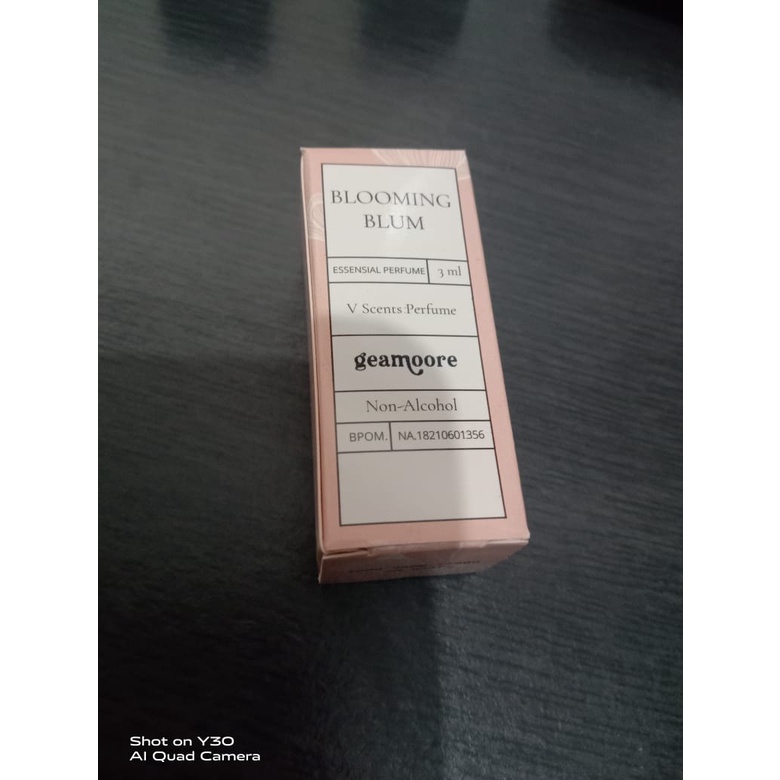 BLOOMING
BLUM
ESSENSIAL PERFUME 3 ml
V Scents Perfume
geamoore
Non-Alcohol
BPOM. NA.18210601356
Shot on Y30
AI Quad Camera